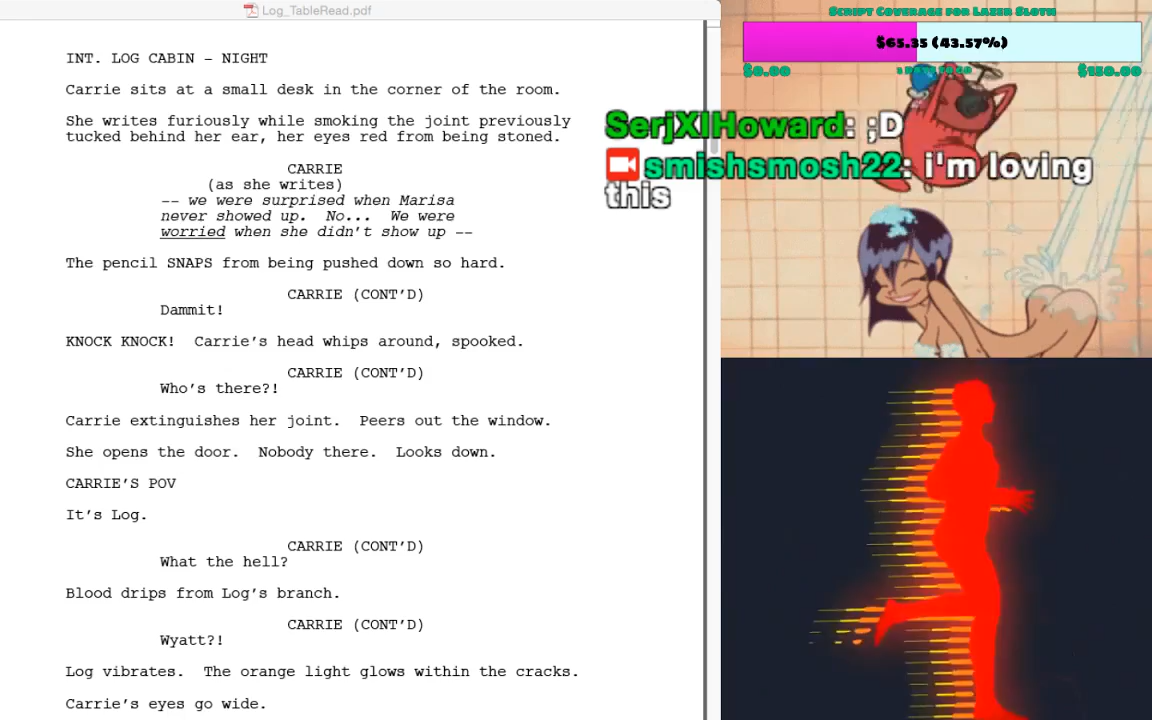 Log_TableRead.pdf
INT. LOG CABIN – NIGHT
Carrie sits at a small desk in the corner of the room.
She writes furiously while smoking the joint previously
tucked behind her ear, her eyes red from being stoned.
CARRIE
(as she writes)
-- we were surprised when Marisa
never showed up.  No...  We were
worried when she didn't show up --
The pencil SNAPS from being pushed down so hard.
CARRIE (CONT'D)
Dammit!
KNOCK KNOCK!  Carrie's head whips around, spooked.
CARRIE (CONT'D)
Who's there?!
Carrie extinguishes her joint.  Peers out the window.
She opens the door.  Nobody there.  Looks down.
CARRIE'S POV
It's Log.
CARRIE (CONT'D)
What the hell?
Blood drips from Log's branch.
CARRIE (CONT'D)
Wyatt?!
Log vibrates.  The orange light glows within the cracks.
Carrie's eyes go wide.
Script Coverage for Lazer Sloth
$65.35 (43.57%)
$0.00
$150.00
SerjXIHoward: ;D
smishsmosh22: i'm loving
this